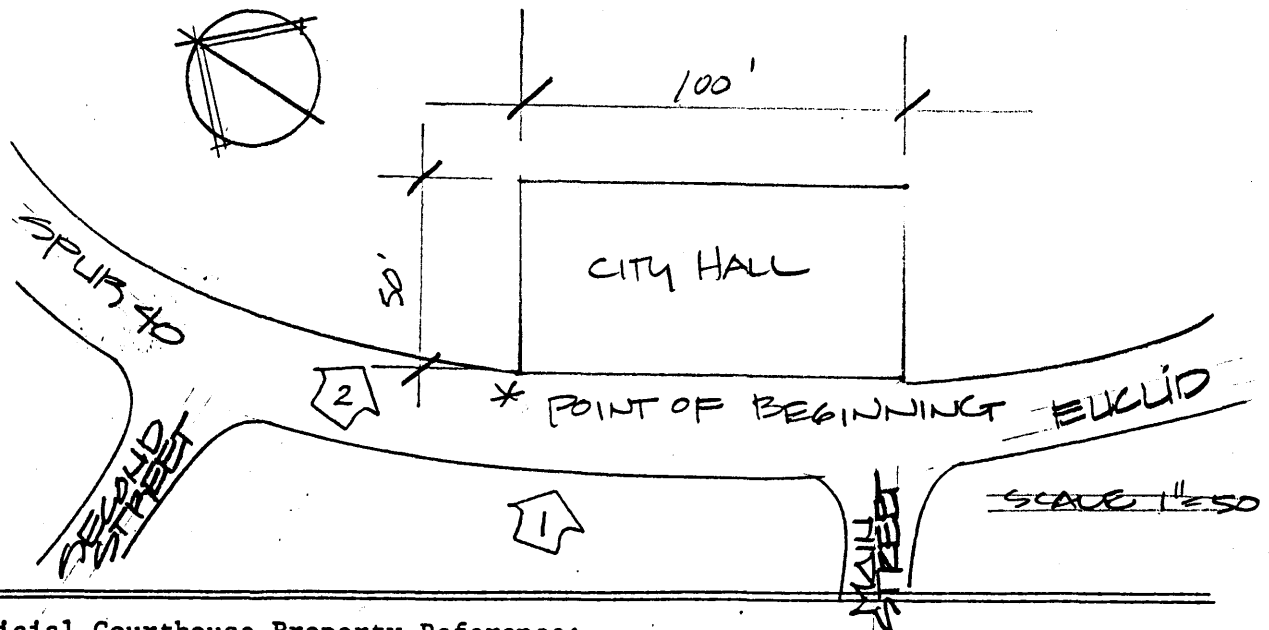 100'
50'
CITY HALL
SPUR 40
2
* POINT OF BEGINNING
EUCLID
SECOND
STREET
1
SCALE 1"=50
MAIN
STREET
Courthouse Property Reference: